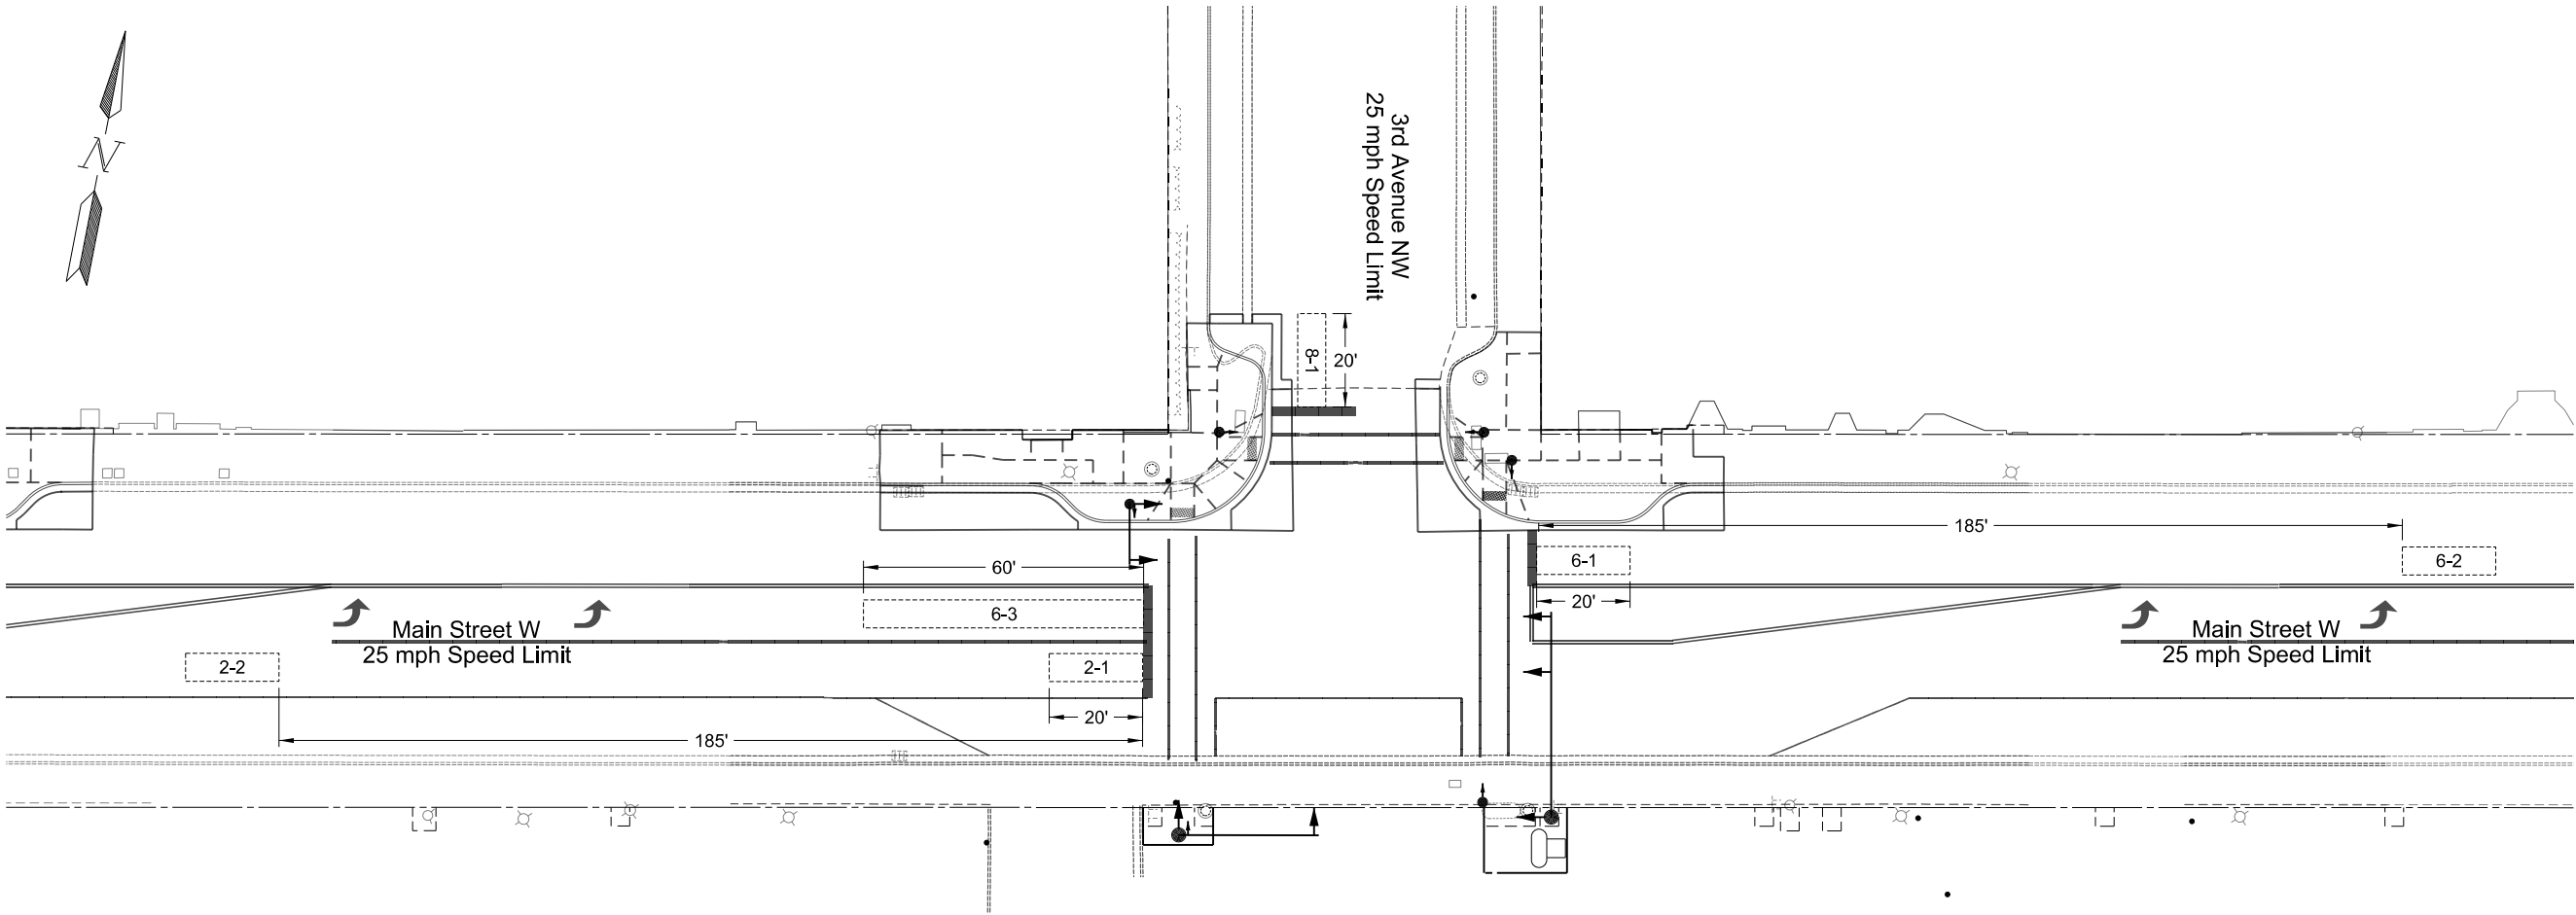 N
3rd Avenue NW
25 mph Speed Limit
8-1
20'
185'
60'
6-1
6-2
20'
6-3
Main Street W
25 mph Speed Limit
Main Street W
25 mph Speed Limit
2-2
2-1
20'
185'